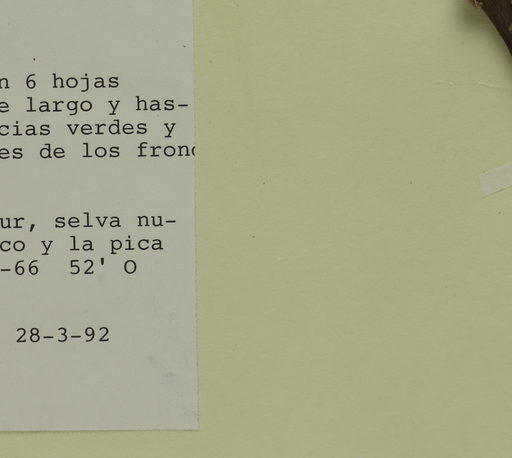 n 6 hojas
e largo y has-
cias verdes y
es de los frond
ur, selva nu-
co y la pica
-66 52' O
28-3-92